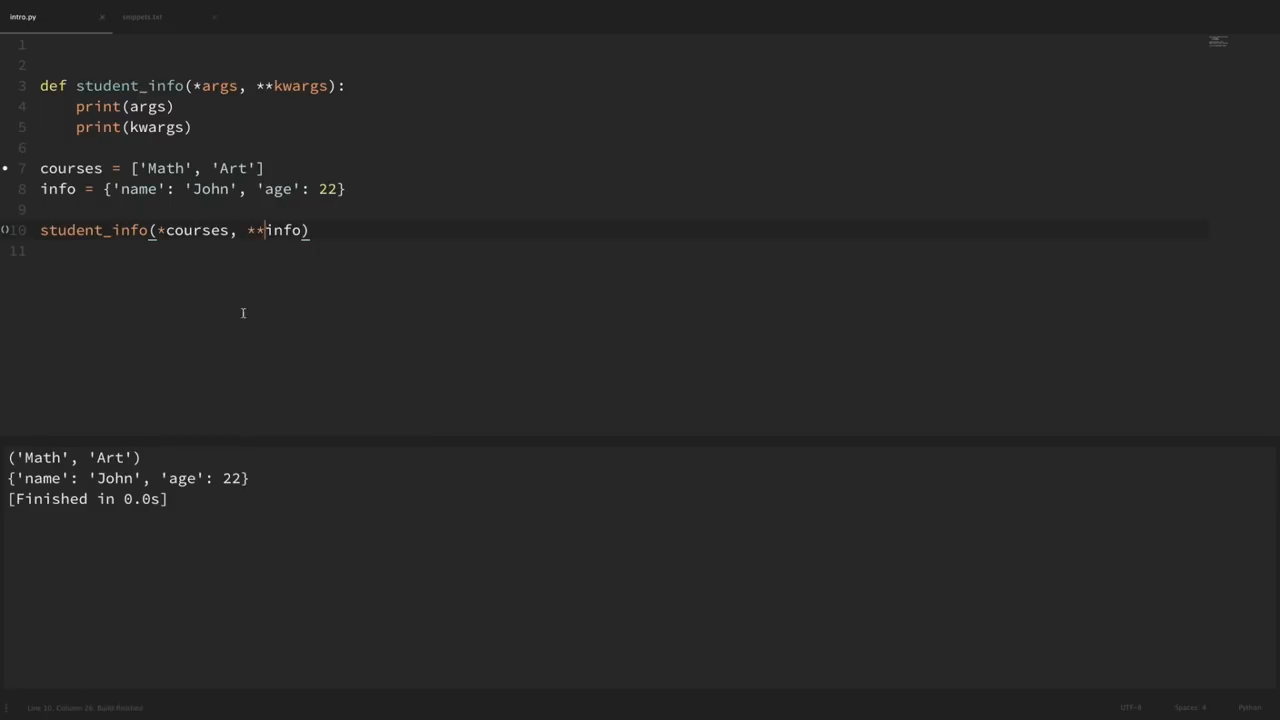 intro.py
snippets.txt
1
2
3 def student_info(*args, **kwargs):
4     print(args)
5     print(kwargs)
6
7 courses = ['Math', 'Art']
8 info = {'name': 'John', 'age': 22}
9
10 student_info(*courses, **info)
11
('Math', 'Art')
{'name': 'John', 'age': 22}
[Finished in 0.0s]
Line 10, Column 26; Build finished
UTF-8
Spaces: 4
Python